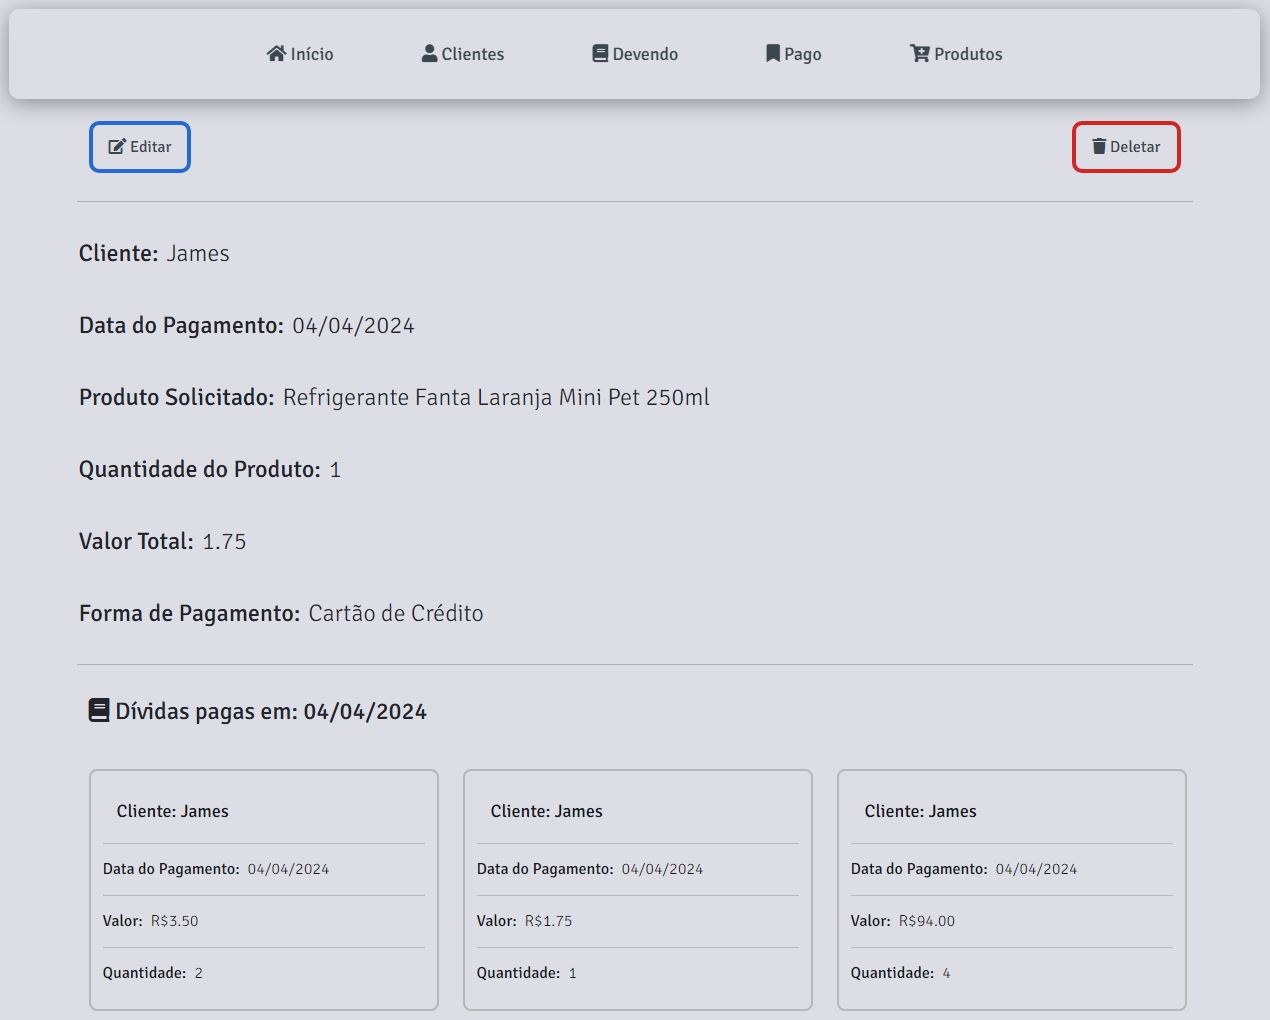 Início Clientes Devendo Pago Produtos
Editar Deletar
Cliente: James
Data do Pagamento: 04/04/2024
Produto Solicitado: Refrigerante Fanta Laranja Mini Pet 250ml
Quantidade do Produto: 1
Valor Total: 1.75
Forma de Pagamento: Cartão de Crédito
Dívidas pagas em: 04/04/2024
Cliente: James
Data do Pagamento: 04/04/2024
Valor: R$3.50
Quantidade: 2
Cliente: James
Data do Pagamento: 04/04/2024
Valor: R$1.75
Quantidade: 1
Cliente: James
Data do Pagamento: 04/04/2024
Valor: R$94.00
Quantidade: 4